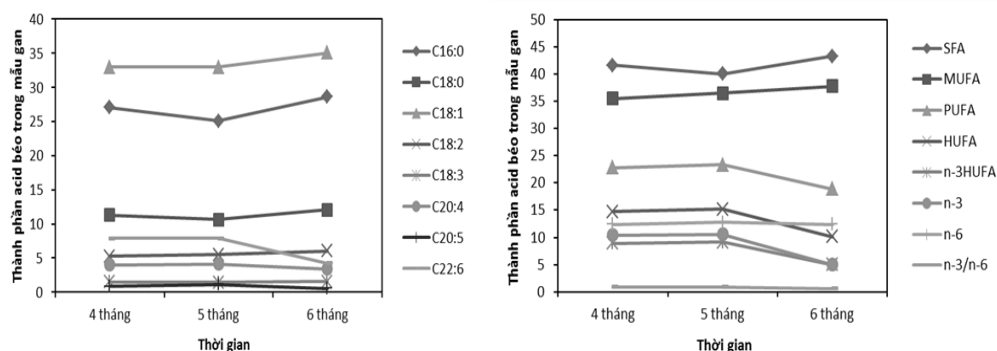 Thành phần acid béo trong mẫu gan
40
35
30
25
20
15
10
5
0
4 tháng
5 tháng
6 tháng
Thời gian
C16:0
C18:0
C18:1
C18:2
C18:3
C20:4
C20:5
C22:6
Thành phần acid béo trong mẫu gan
50
45
40
35
30
25
20
15
10
5
0
4 tháng
5 tháng
6 tháng
Thời gian
SFA
MUFA
PUFA
HUFA
n-3HUFA
n-3
n-6
n-3/n-6